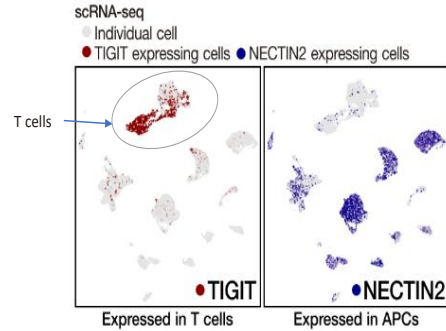 scRNA-seq
Individual cell
TIGIT expressing cells NECTIN2 expressing cells
T cells
TIGIT
NECTIN2
Expressed in T cells
Expressed in APCs